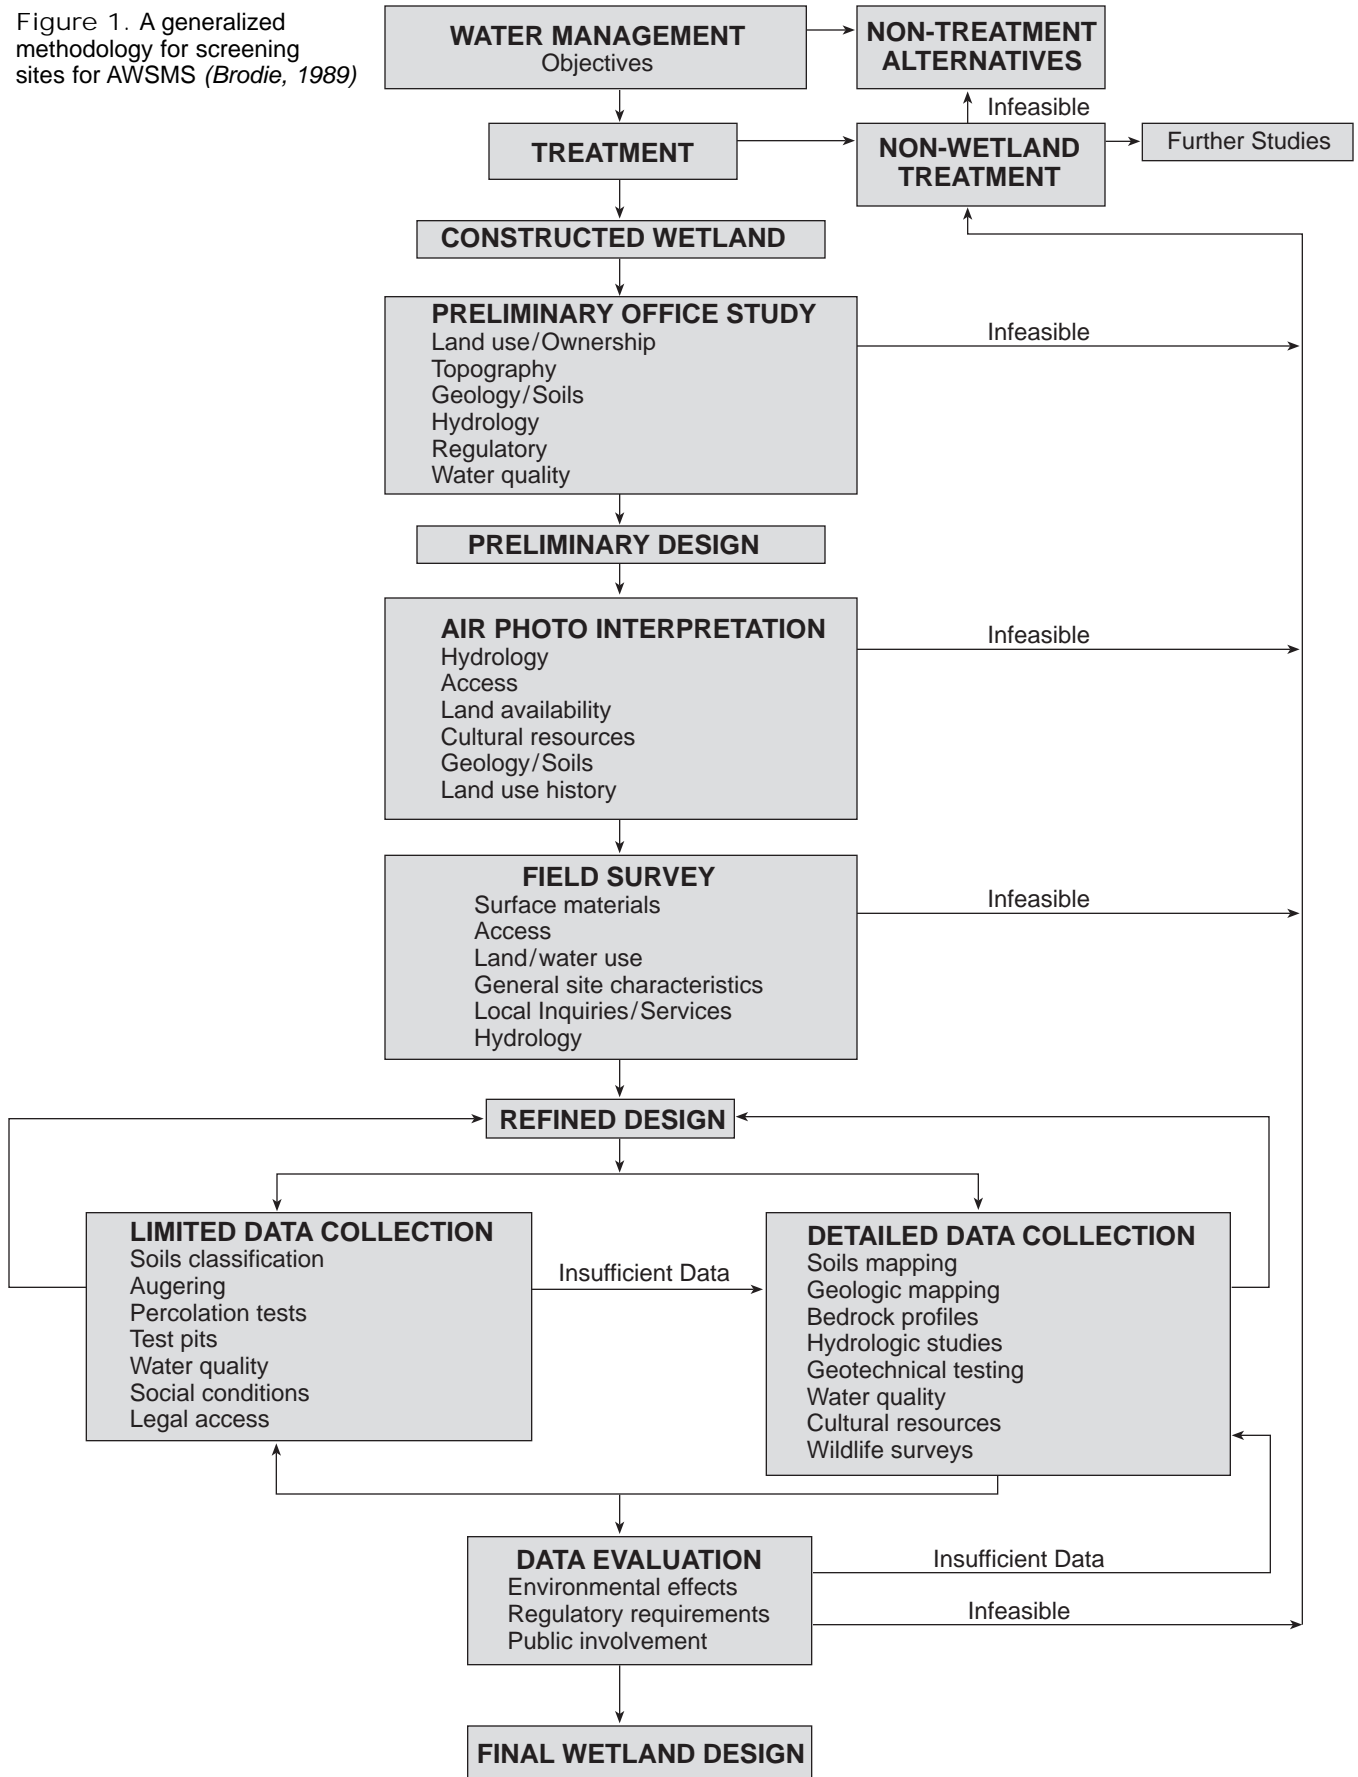 Figure 1. A generalized
methodology for screening
sites for AWSMS (Brodie, 1989)
WATER MANAGEMENT
Objectives
NON-TREATMENT
ALTERNATIVES
Infeasible
TREATMENT
NON-WETLAND
TREATMENT
Further Studies
CONSTRUCTED WETLAND
PRELIMINARY OFFICE STUDY
Land use/Ownership
Topography
Geology/Soils
Hydrology
Regulatory
Water quality
Infeasible
PRELIMINARY DESIGN
AIR PHOTO INTERPRETATION
Hydrology
Access
Land availability
Cultural resources
Geology/Soils
Land use history
Infeasible
FIELD SURVEY
Surface materials
Access
Land/water use
General site characteristics
Local Inquiries/Services
Hydrology
Infeasible
REFINED DESIGN
LIMITED DATA COLLECTION
Soils classification
Augering
Percolation tests
Test pits
Water quality
Social conditions
Legal access
Insufficient Data
DETAILED DATA COLLECTION
Soils mapping
Geologic mapping
Bedrock profiles
Hydrologic studies
Geotechnical testing
Water quality
Cultural resources
Wildlife surveys
DATA EVALUATION
Environmental effects
Regulatory requirements
Public involvement
Insufficient Data
Infeasible
FINAL WETLAND DESIGN